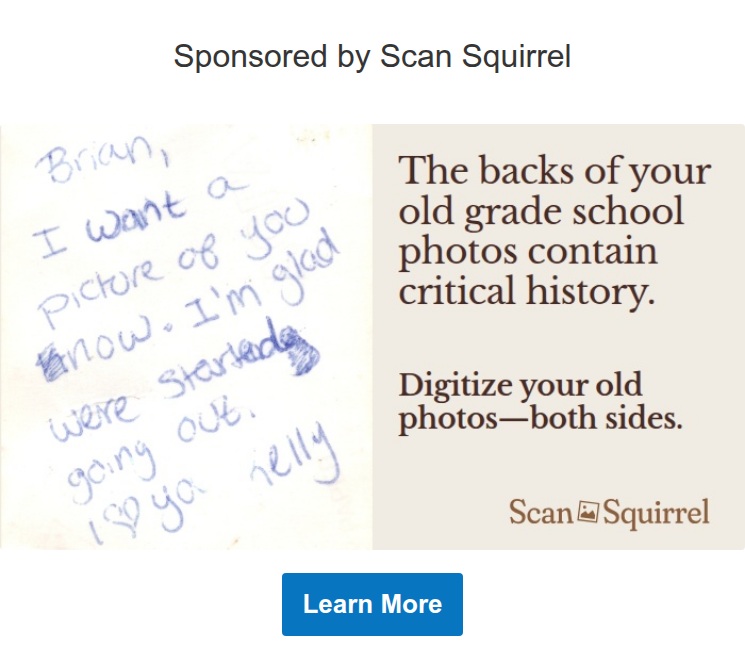 Sponsored by Scan Squirrel
Brian,
I want a
picture of you
now. I'm glad
were started
going out.
I ♡ ya Kelly
The backs of your
old grade school
photos contain
critical history.
Digitize your old
photos—both sides.
Scan Squirrel
Learn More